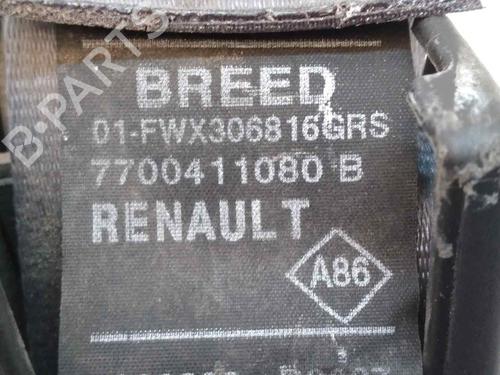 BREED
01-FWX306816GRS
7700411080 B
RENAULT
A86
B-PARTS